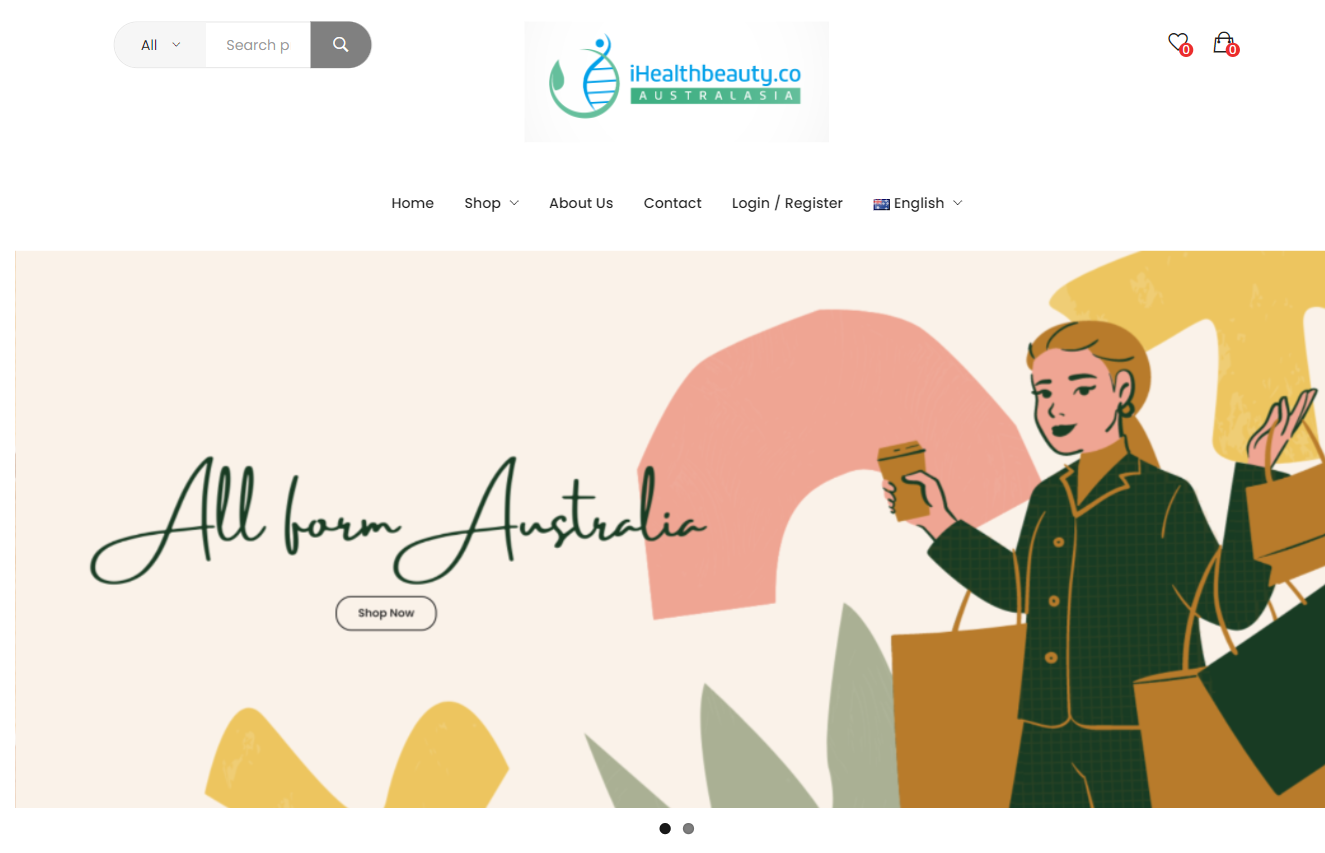 All
Search p
iHealthbeauty.co
AUSTRALASIA
0
0
Home
Shop
About Us
Contact
Login / Register
English
All form Australia
Shop Now